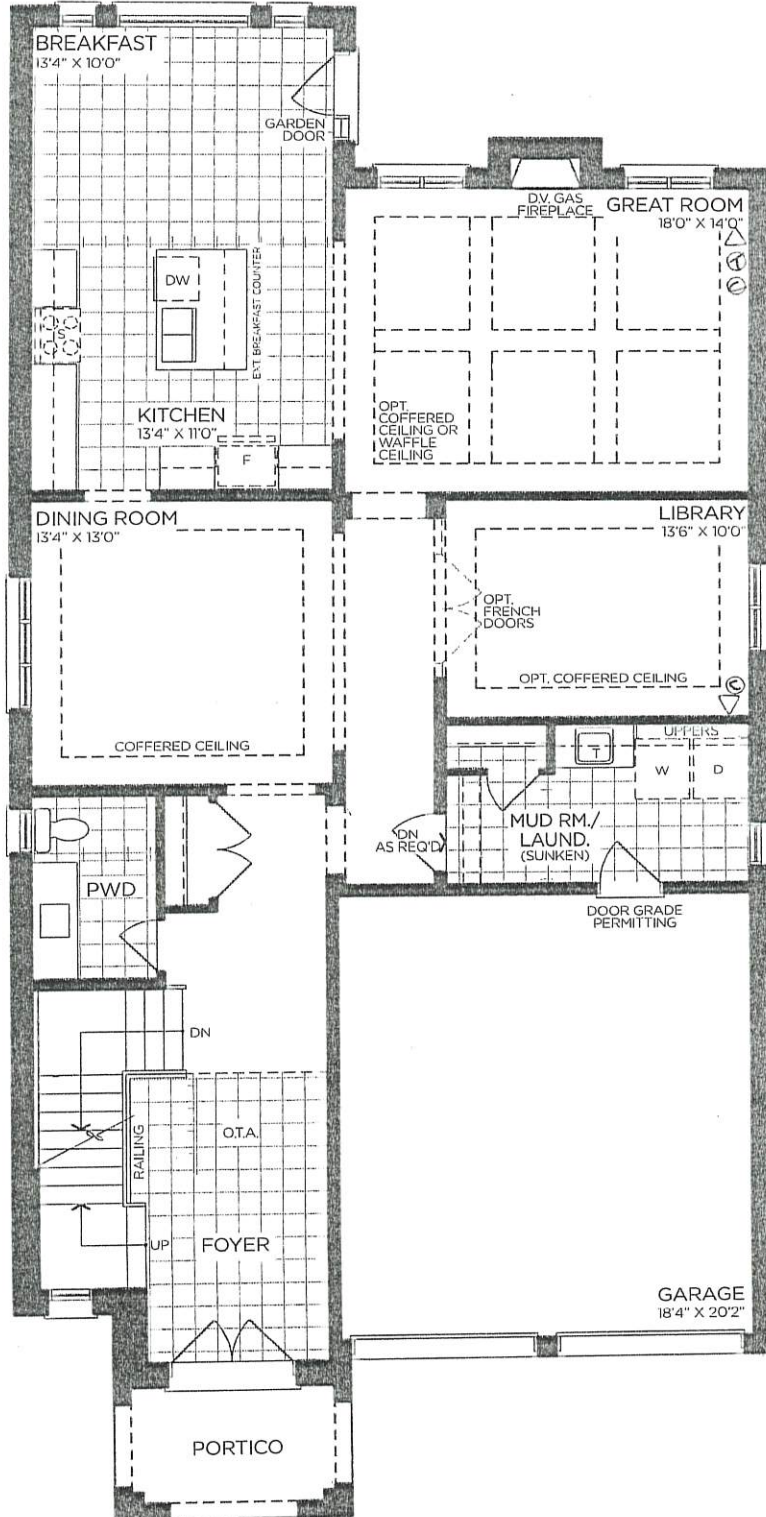 BREAKFAST
13'4" X 10'0"
GARDEN
DOOR
D.V. GAS
FIREPLACE
GREAT ROOM
18'0" X 14'0"
T
C
DW
EXT. BREAKFAST COUNTER
S
KITCHEN
13'4" X 11'0"
F
OPT.
COFFERED
CEILING OR
WAFFLE
CEILING
DINING ROOM
13'4" X 13'0"
COFFERED CEILING
LIBRARY
13'6" X 10'0"
OPT.
FRENCH
DOORS
OPT. COFFERED CEILING
C
UPPERS
T
W
D
MUD RM./
LAUND.
(SUNKEN)
DN
AS REQ'D
DOOR GRADE
PERMITTING
PWD
DN
RAILING
O.T.A.
UP
FOYER
GARAGE
18'4" X 20'2"
PORTICO